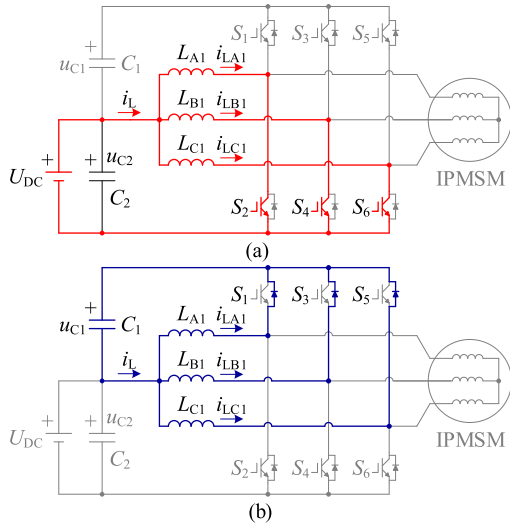 S1 S3 S5
uC1 C1
LA1 iLA1
iL LB1 iLB1
LC1 iLC1
UDC uC2 C2
S2 S4 S6
IPMSM
(a)
S1 S3 S5
uC1 C1
LA1 iLA1
iL LB1 iLB1
LC1 iLC1
UDC uC2 C2
S2 S4 S6
IPMSM
(b)